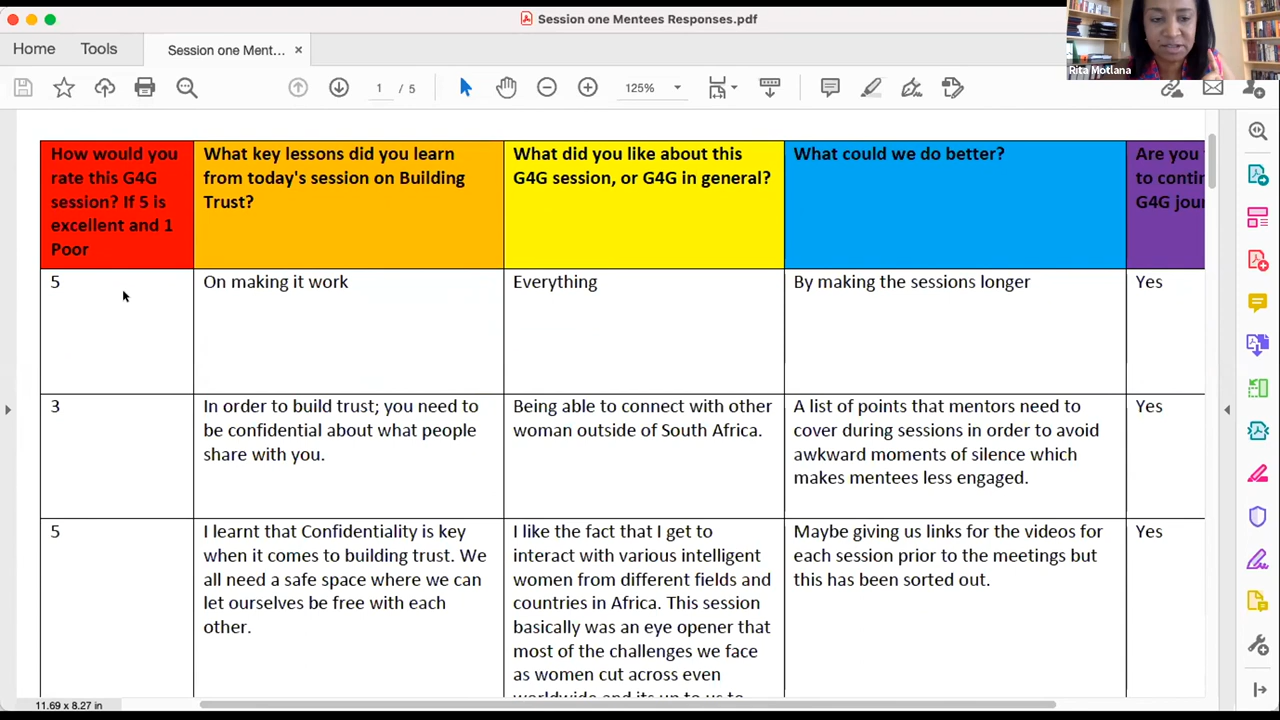 Session one Mentees Responses.pdf
Home
Tools
Session one Ment...
1 / 5
125%
Rita Motlana
How would you
rate this G4G
session? If 5 is
excellent and 1
Poor
What key lessons did you learn
from today's session on Building
Trust?
What did you like about this
G4G session, or G4G in general?
What could we do better?
Are you
to contin
G4G jour
5
On making it work
Everything
By making the sessions longer
Yes
3
In order to build trust; you need to
be confidential about what people
share with you.
Being able to connect with other
woman outside of South Africa.
A list of points that mentors need to
cover during sessions in order to avoid
awkward moments of silence which
makes mentees less engaged.
Yes
5
I learnt that Confidentiality is key
when it comes to building trust. We
all need a safe space where we can
let ourselves be free with each
other.
I like the fact that I get to
interact with various intelligent
women from different fields and
countries in Africa. This session
basically was an eye opener that
most of the challenges we face
as women cut across even
worldwide and its up to us to
Maybe giving us links for the videos for
each session prior to the meetings but
this has been sorted out.
Yes
11.69 x 8.27 in